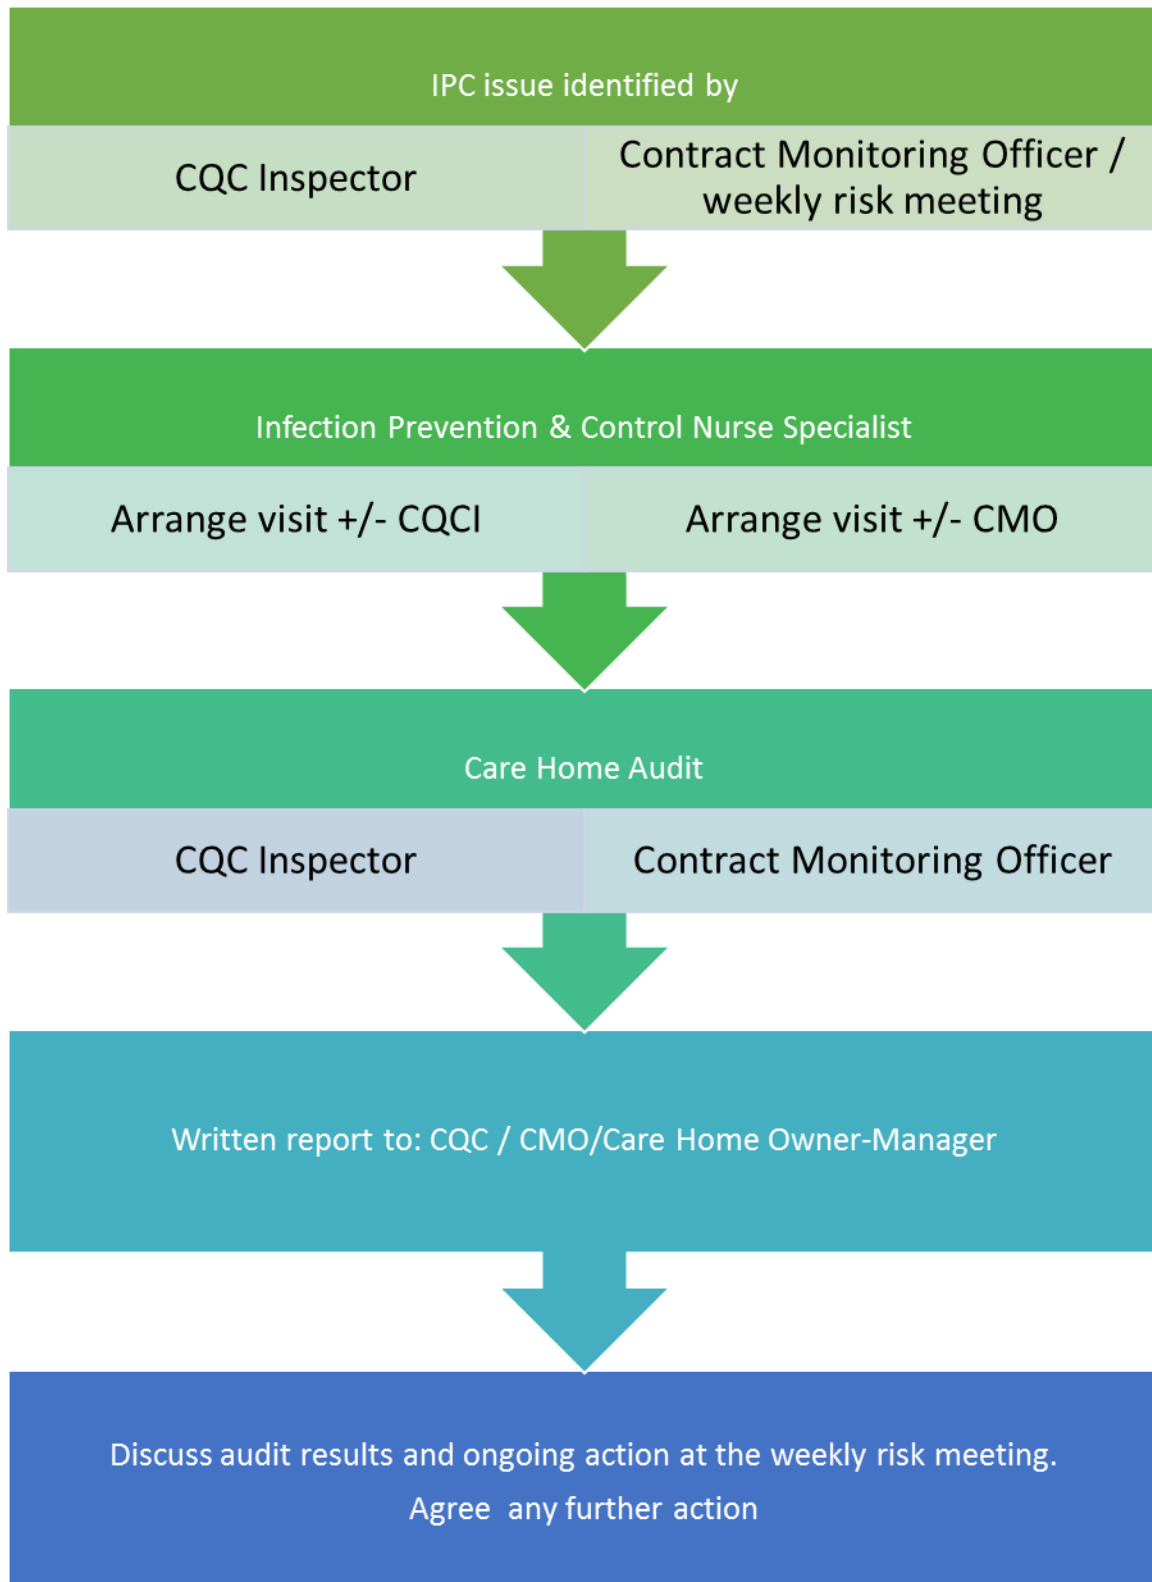 IPC issue identified by
CQC Inspector
Contract Monitoring Officer /
weekly risk meeting
Infection Prevention & Control Nurse Specialist
Arrange visit +/- CQCI
Arrange visit +/- CMO
Care Home Audit
CQC Inspector
Contract Monitoring Officer
Written report to: CQC / CMO/Care Home Owner-Manager
Discuss audit results and ongoing action at the weekly risk meeting.
Agree  any further action